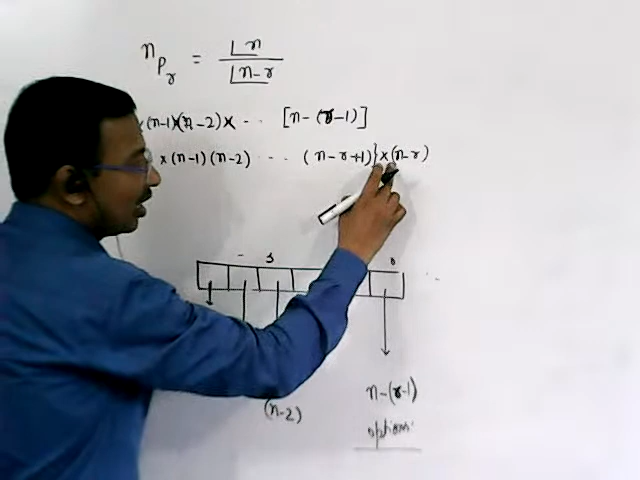 nPr = ∟n / ∟n-r
×(n-1)×(n-2)× ·· [n-(r-1)]
×(n-1)(n-2) ··· (n-r+1)}×(n-r)
- 3 r
(n-2)
n-(r-1)
options